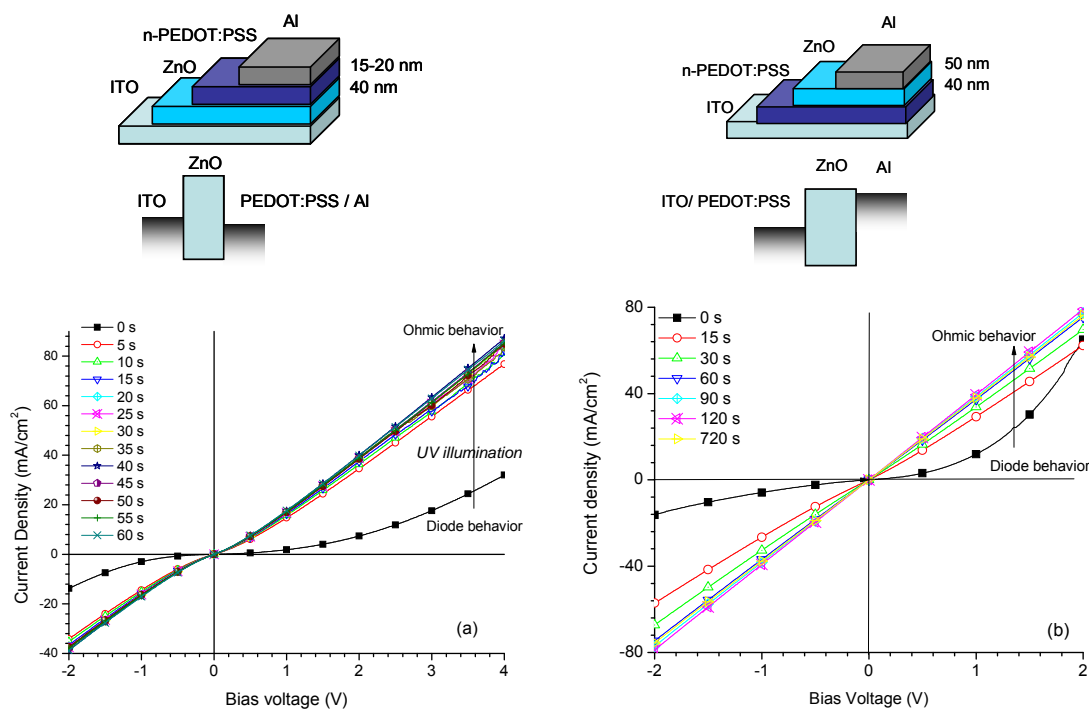 Al
n-PEDOT:PSS
ZnO
15-20 nm
ITO
40 nm
ZnO
ITO
PEDOT:PSS / Al
0 s
5 s
10 s
15 s
20 s
25 s
30 s
35 s
40 s
45 s
50 s
55 s
60 s
Ohmic behavior
UV illumination
Diode behavior
(a)
80
60
40
20
0
-20
-40
Current Density (mA/cm²)
-2 -1 0 1 2 3 4
Bias voltage (V)
Al
ZnO
n-PEDOT:PSS
50 nm
40 nm
ITO
ZnO
Al
ITO/ PEDOT:PSS
0 s
15 s
30 s
60 s
90 s
120 s
720 s
Ohmic behavior
Diode behavior
(b)
80
40
0
-40
-80
Current density (mA/cm²)
-2 -1 0 1 2
Bias Voltage (V)